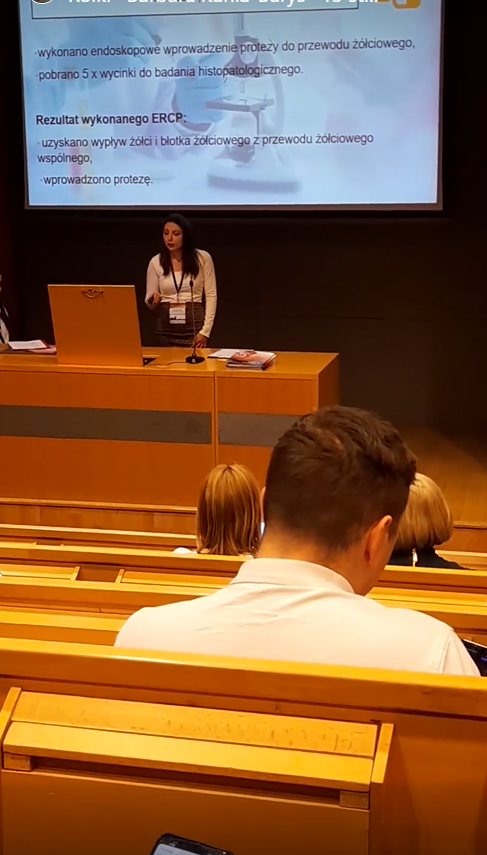 -wykonano endoskopowe wprowadzenie protezy do przewodu żółciowego,
-pobrano 5 x wycinki do badania histopatologicznego.
Rezultat wykonanego ERCP:
- uzyskano wypływ żółci i błotka żółciowego z przewodu żółciowego
wspólnego,
-wprowadzono protezę.